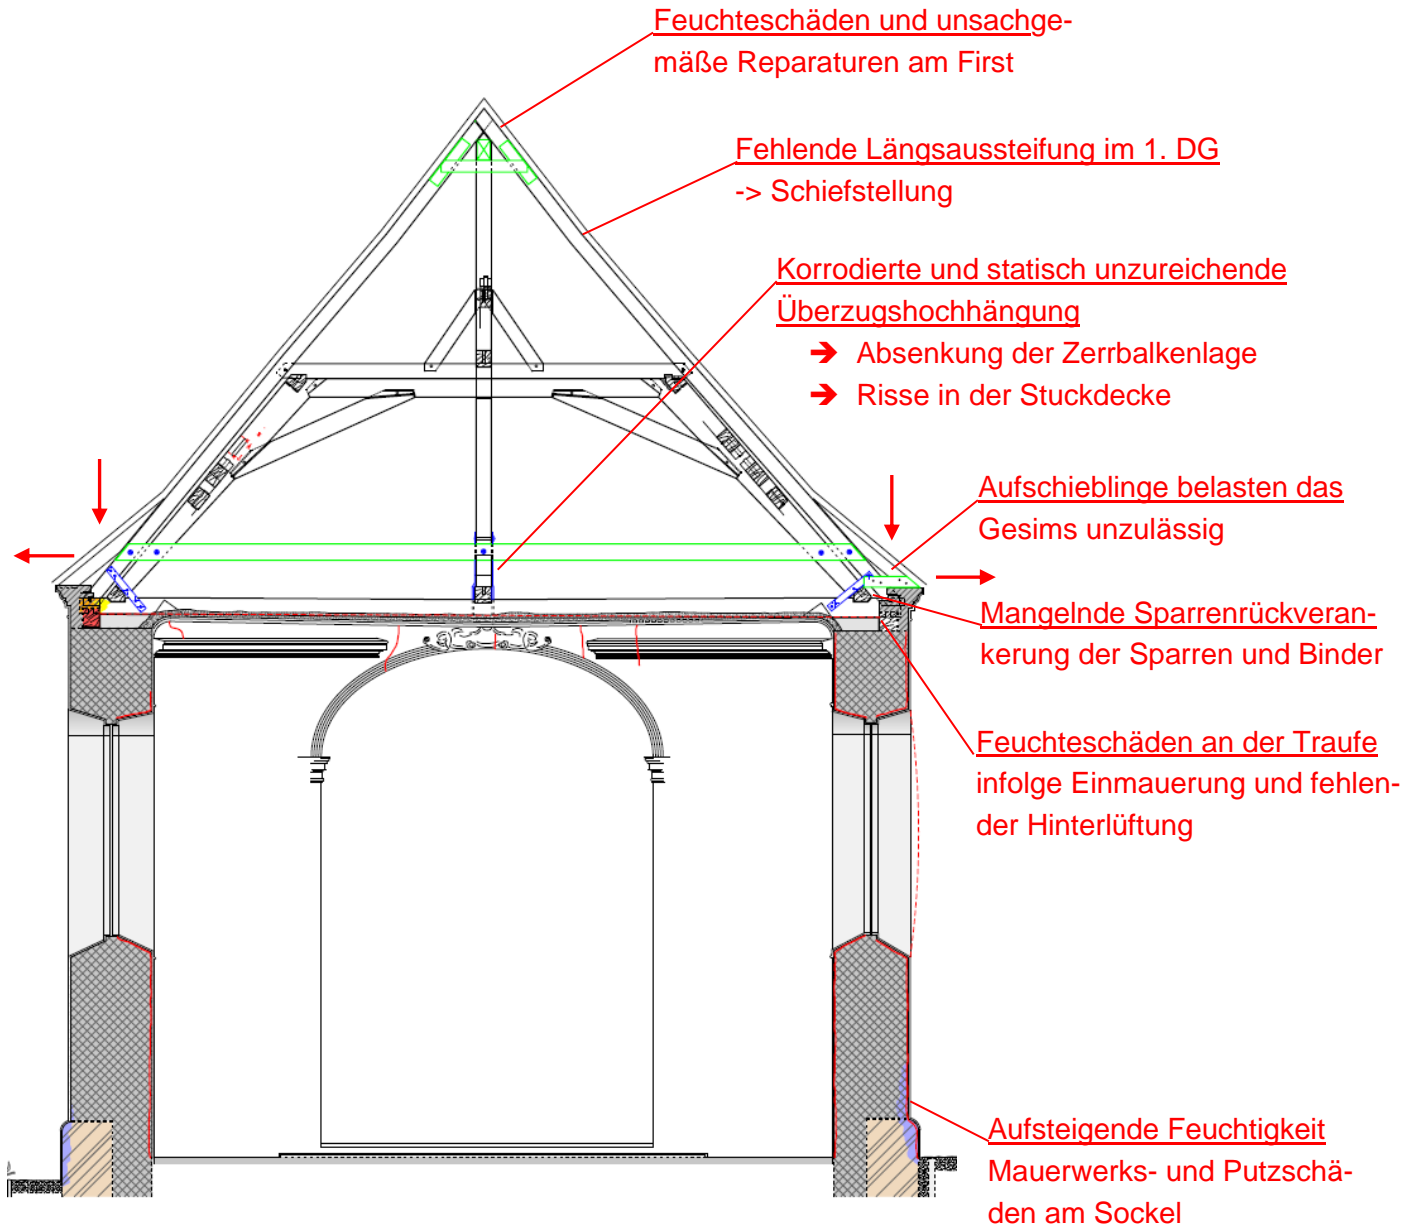 Feuchteschäden und unsachge-
mäße Reparaturen am First
Fehlende Längsaussteifung im 1. DG
-> Schiefstellung
Korrodierte und statisch unzureichende
Überzugshochhängung
➔ Absenkung der Zerrbalkenlage
➔ Risse in der Stuckdecke
Aufschieblinge belasten das
Gesims unzulässig
Mangelnde Sparrenrückveran-
kerung der Sparren und Binder
Feuchteschäden an der Traufe
infolge Einmauerung und fehlen-
der Hinterlüftung
Aufsteigende Feuchtigkeit
Mauerwerks- und Putzschä-
den am Sockel